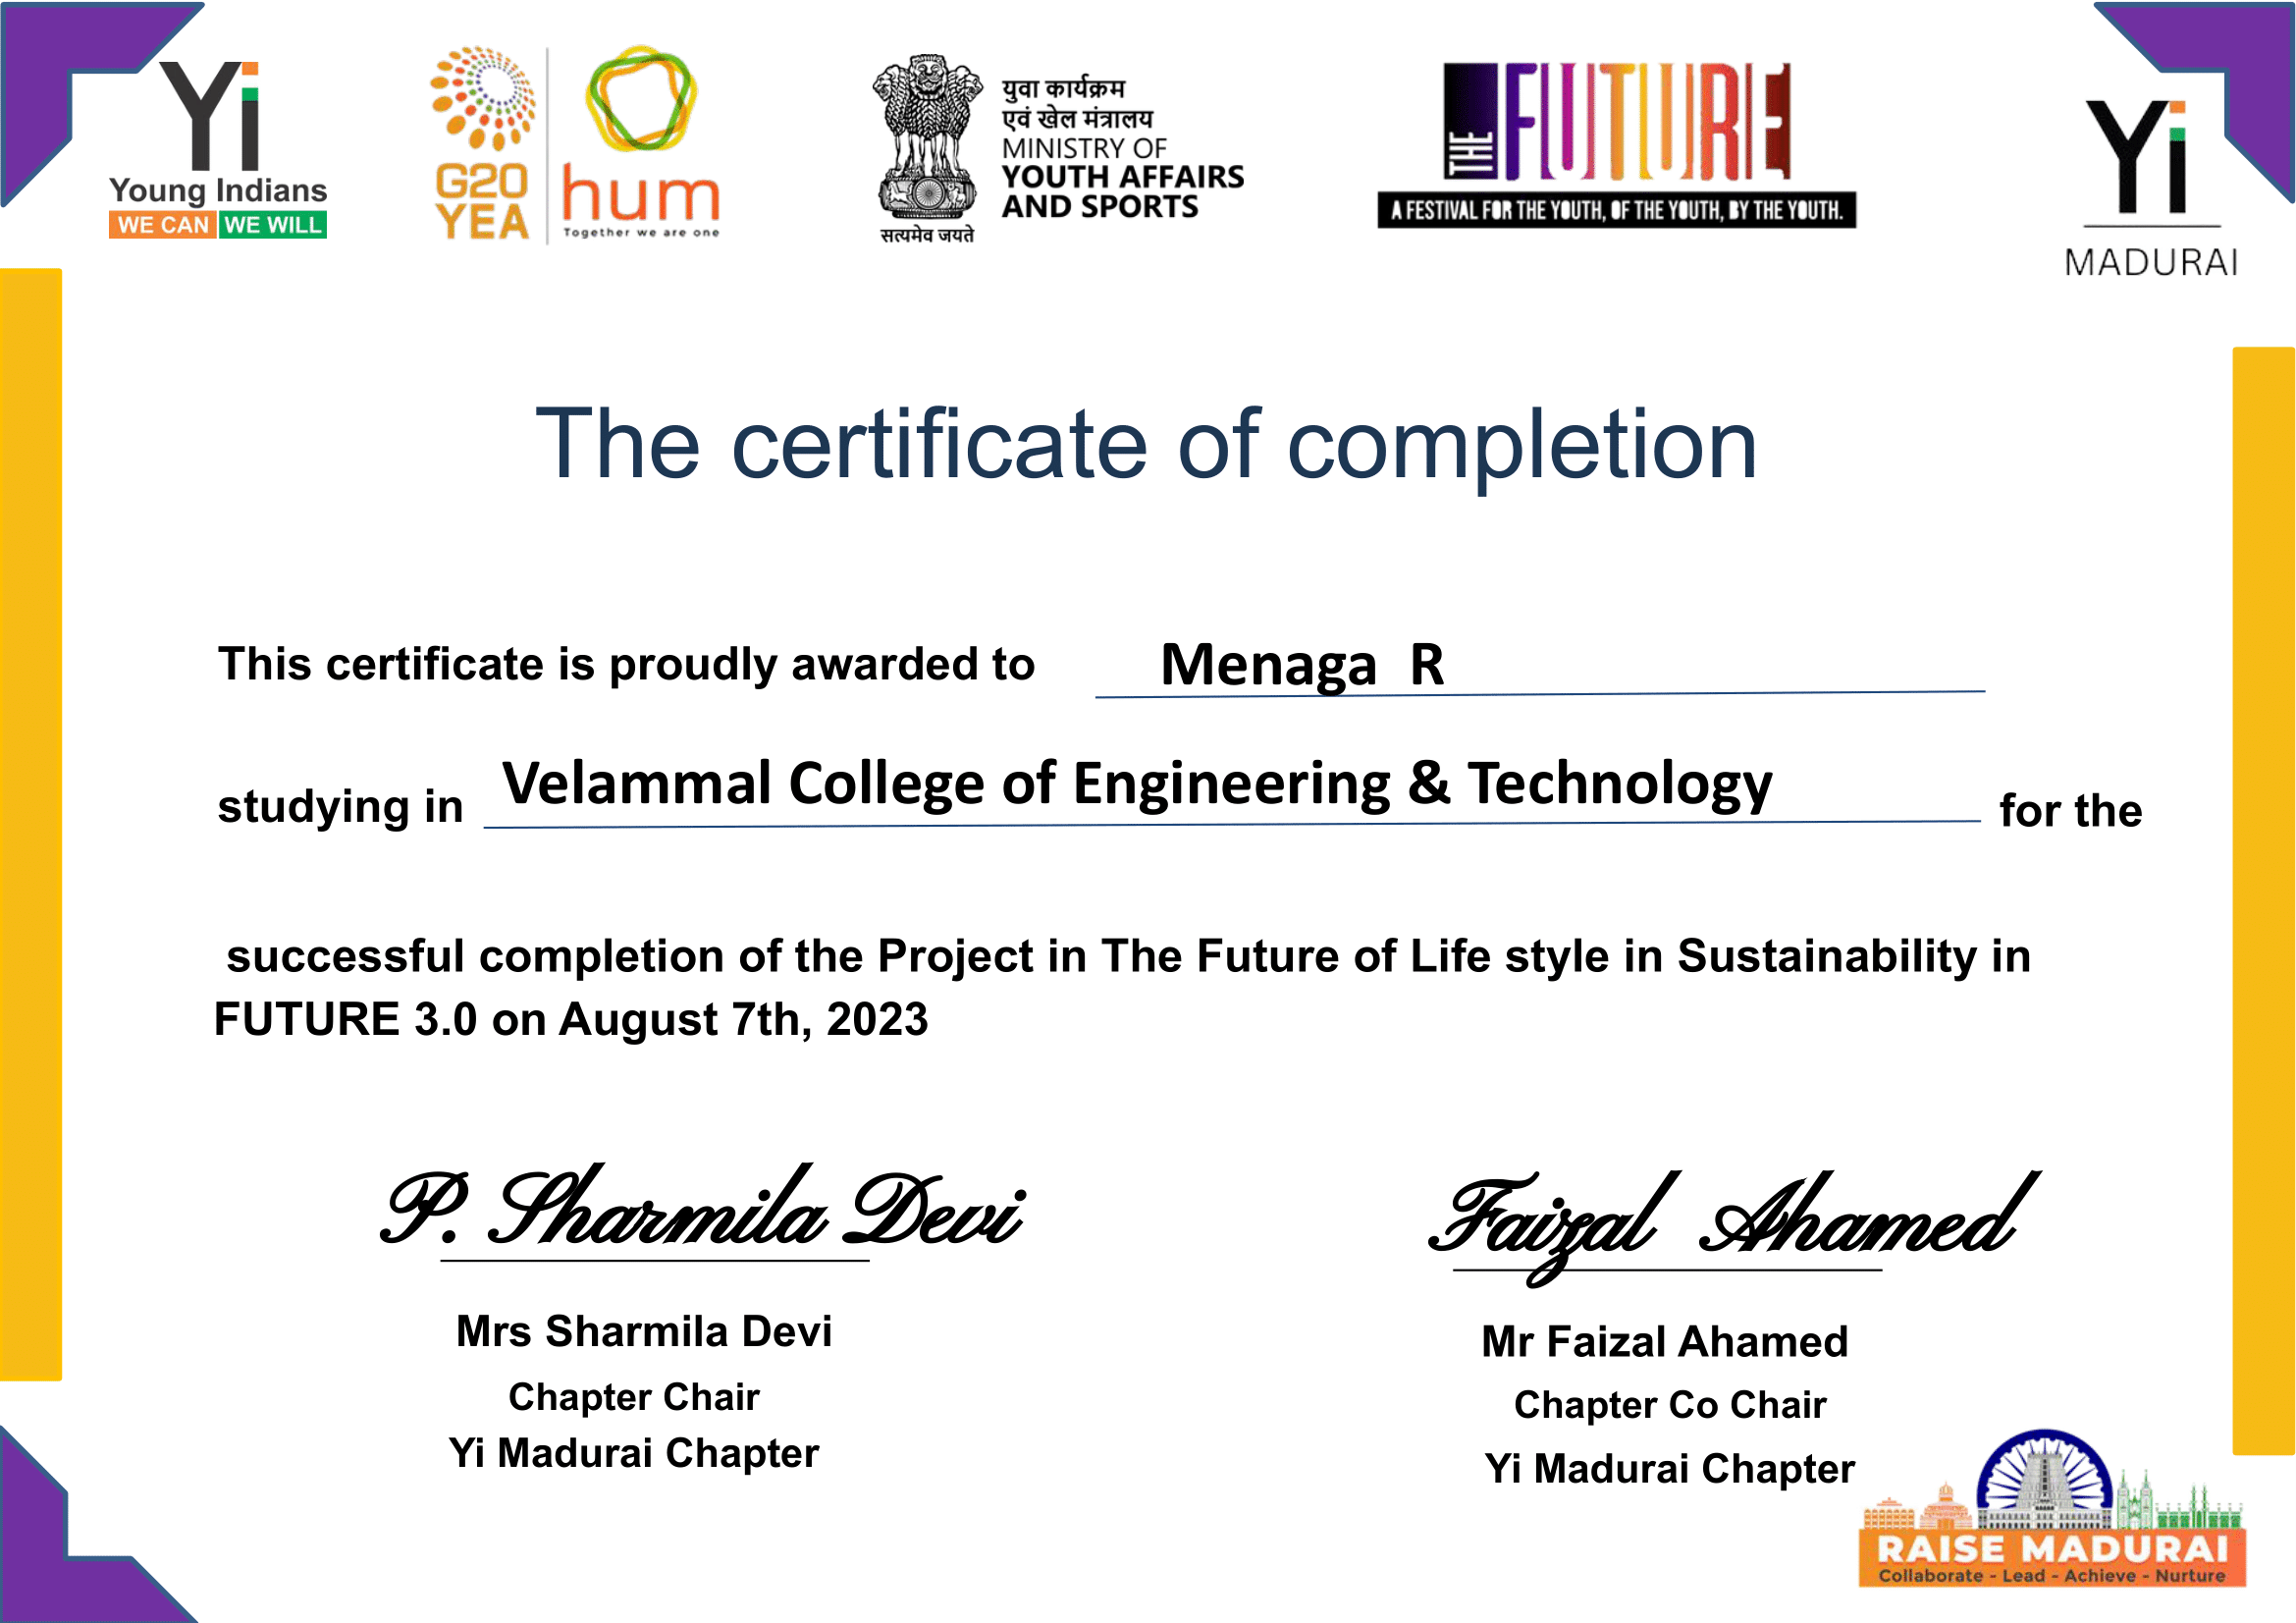 Yi
Young Indians
WE CAN WE WILL
G20
YEA
hum
Together we are one
सत्यमेव जयते
युवा कार्यक्रम
एवं खेल मंत्रालय
MINISTRY OF
YOUTH AFFAIRS
AND SPORTS
THE FUTURE
A FESTIVAL FOR THE YOUTH, OF THE YOUTH, BY THE YOUTH.
Yi
MADURAI
The certificate of completion
This certificate is proudly awarded to Menaga R
studying in Velammal College of Engineering & Technology for the
successful completion of the Project in The Future of Life style in Sustainability in
FUTURE 3.0 on August 7th, 2023
P. Sharmila Devi
Mrs Sharmila Devi
Chapter Chair
Yi Madurai Chapter
Faizal Ahamed
Mr Faizal Ahamed
Chapter Co Chair
Yi Madurai Chapter
RAISE MADURAI
Collaborate - Lead - Achieve - Nurture